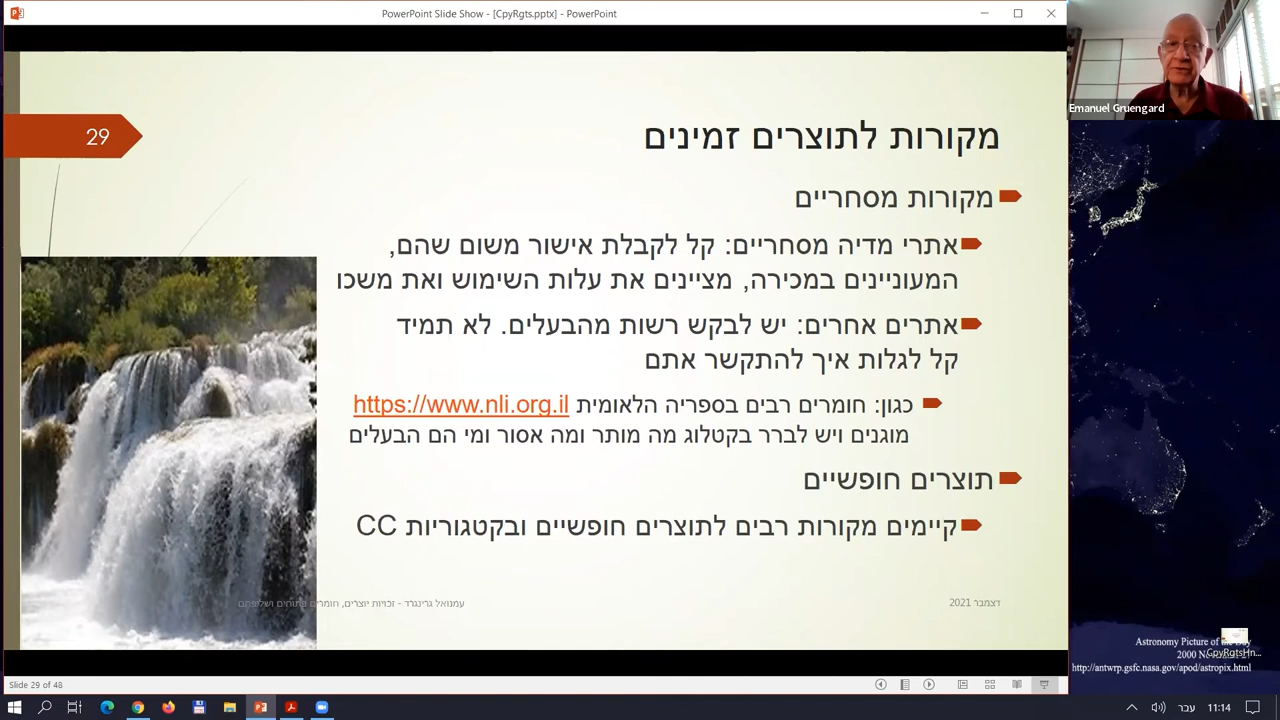 PowerPoint Slide Show - [CpyRgts.pptx] - PowerPoint
Emanuel Gruengard
29
מקורות לתוצרים זמינים
מקורות מסחריים
אתרי מדיה מסחריים: קל לקבלת אישור משום שהם,
המעוניינים במכירה, מציינים את עלות השימוש ואת משכו
אתרים אחרים: יש לבקש רשות מהבעלים. לא תמיד
קל לגלות איך להתקשר אתם
כגון: חומרים רבים בספריה הלאומית https://www.nli.org.il
מוגנים ויש לברר בקטלוג מה מותר ומה אסור ומי הם הבעלים
תוצרים חופשיים
קיימים מקורות רבים לתוצרים חופשיים ובקטגוריות CC
דצמבר 2021
עמנואל גרינגרד - זכויות יוצרים, חומרים פתוחים ושליפתם
Astronomy Picture of the Day
2000
CpyRgtsHn...
http://antwrp.gsfc.nasa.gov/apod/astropix.html
Slide 29 of 48
עבר
11:14